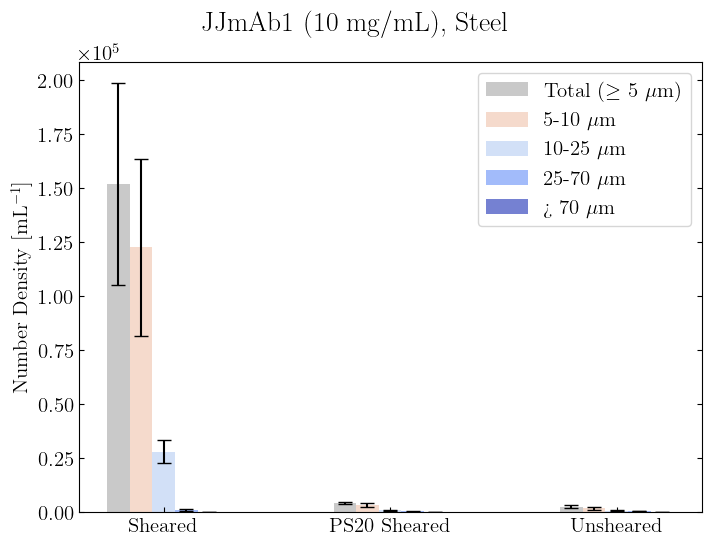 JJmAb1 (10 mg/mL), Steel
×10⁵
2.00
1.75
1.50
1.25
1.00
0.75
0.50
0.25
0.00
Number Density [mL⁻¹]
Total (≥ 5 μm)
5-10 μm
10-25 μm
25-70 μm
¿ 70 μm
Sheared
PS20 Sheared
Unsheared